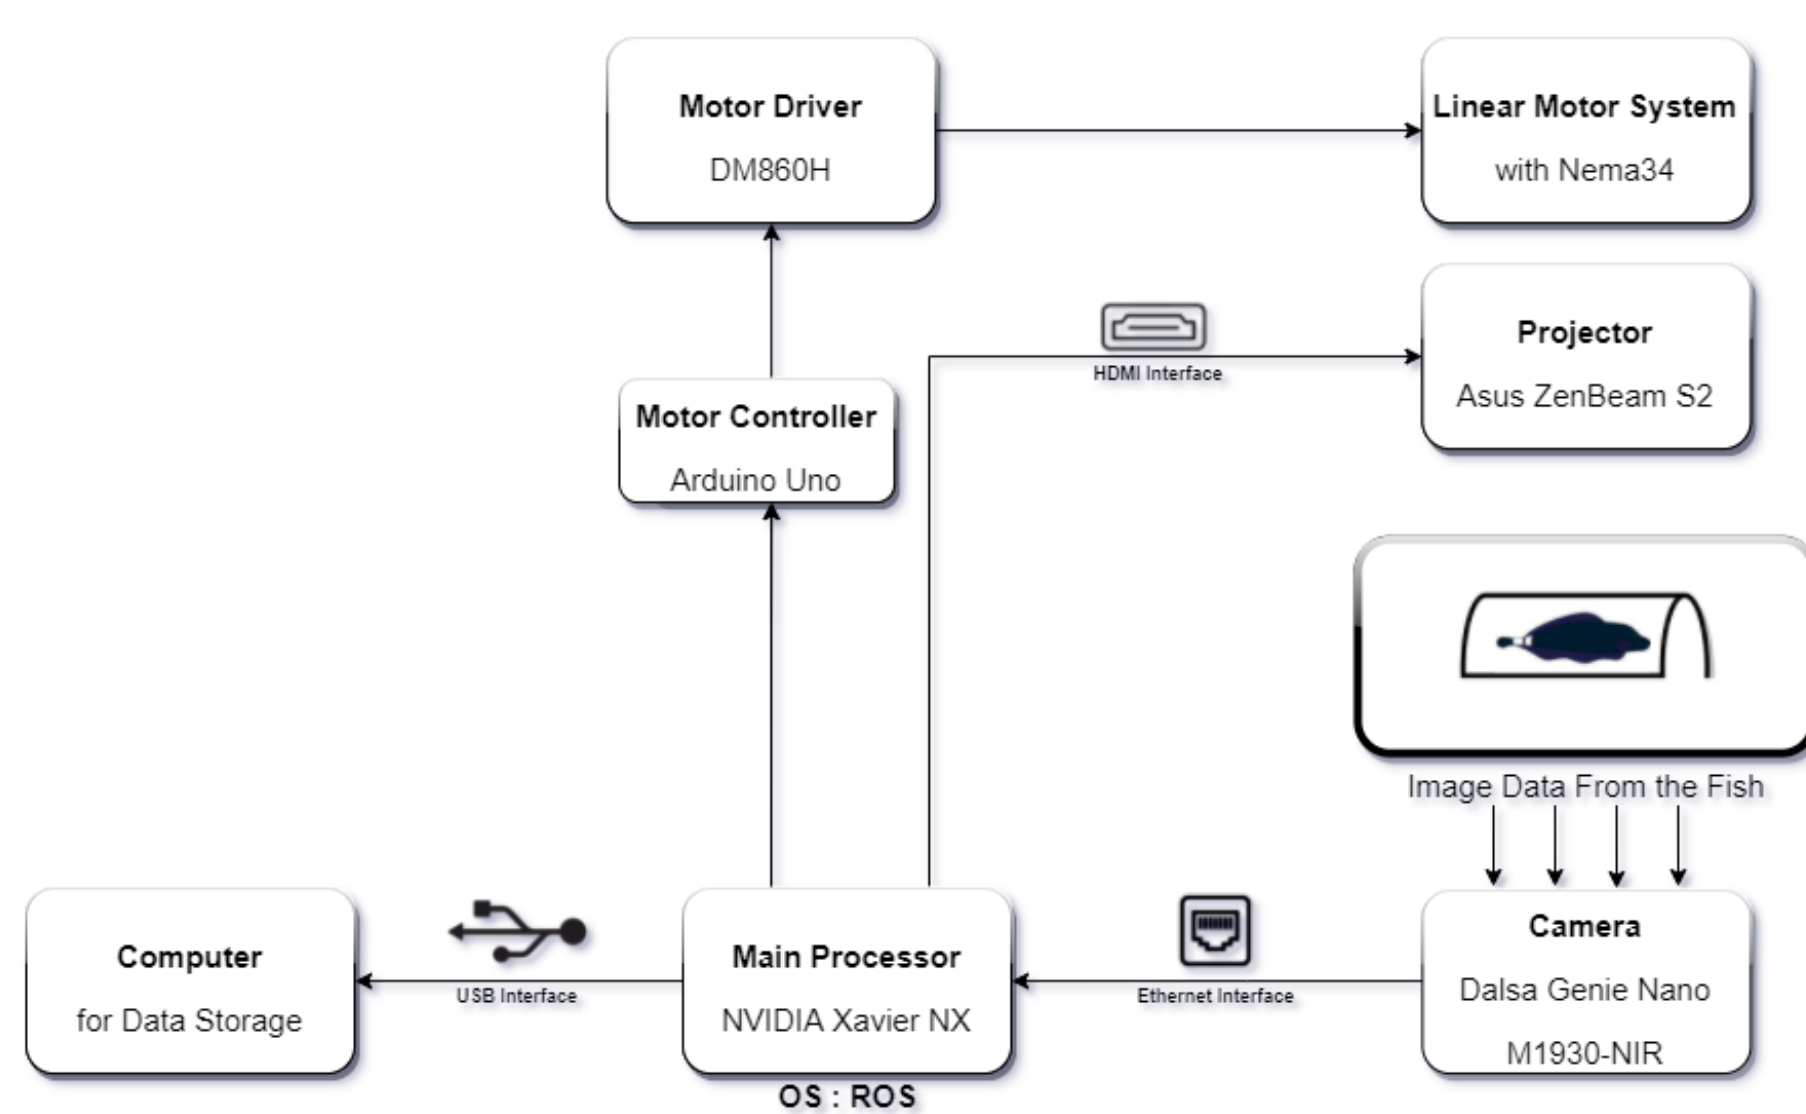 Motor Driver
DM860H
Linear Motor System
with Nema34
Projector
Asus ZenBeam S2
HDMI Interface
Motor Controller
Arduino Uno
Image Data From the Fish
Computer
for Data Storage
USB Interface
Main Processor
NVIDIA Xavier NX
OS : ROS
Ethernet Interface
Camera
Dalsa Genie Nano
M1930-NIR